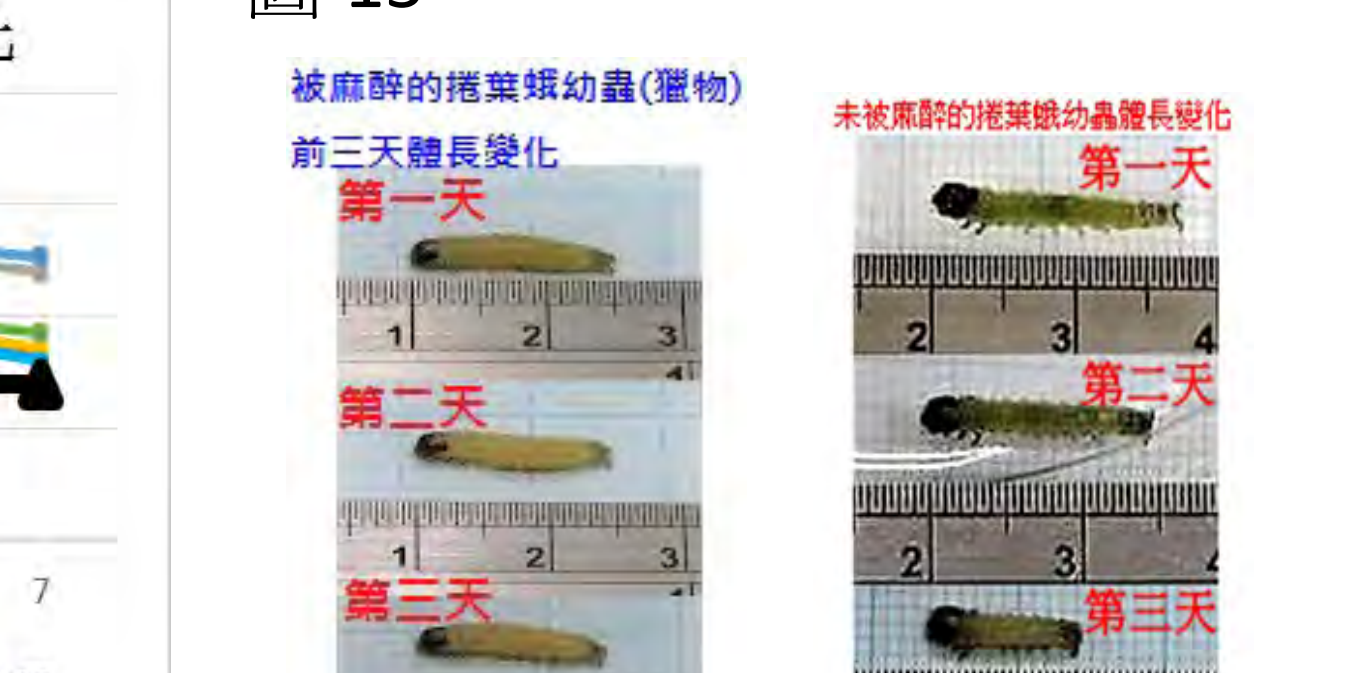 化
7
圖 13
被麻醉的捲葉蛾幼蟲(獵物)
前三天體長變化
第一天
1 2 3
第二天
1 2 3
第三天
未被麻醉的捲葉蛾幼蟲體長變化
第一天
2 3 4
第二天
2 3
第三天